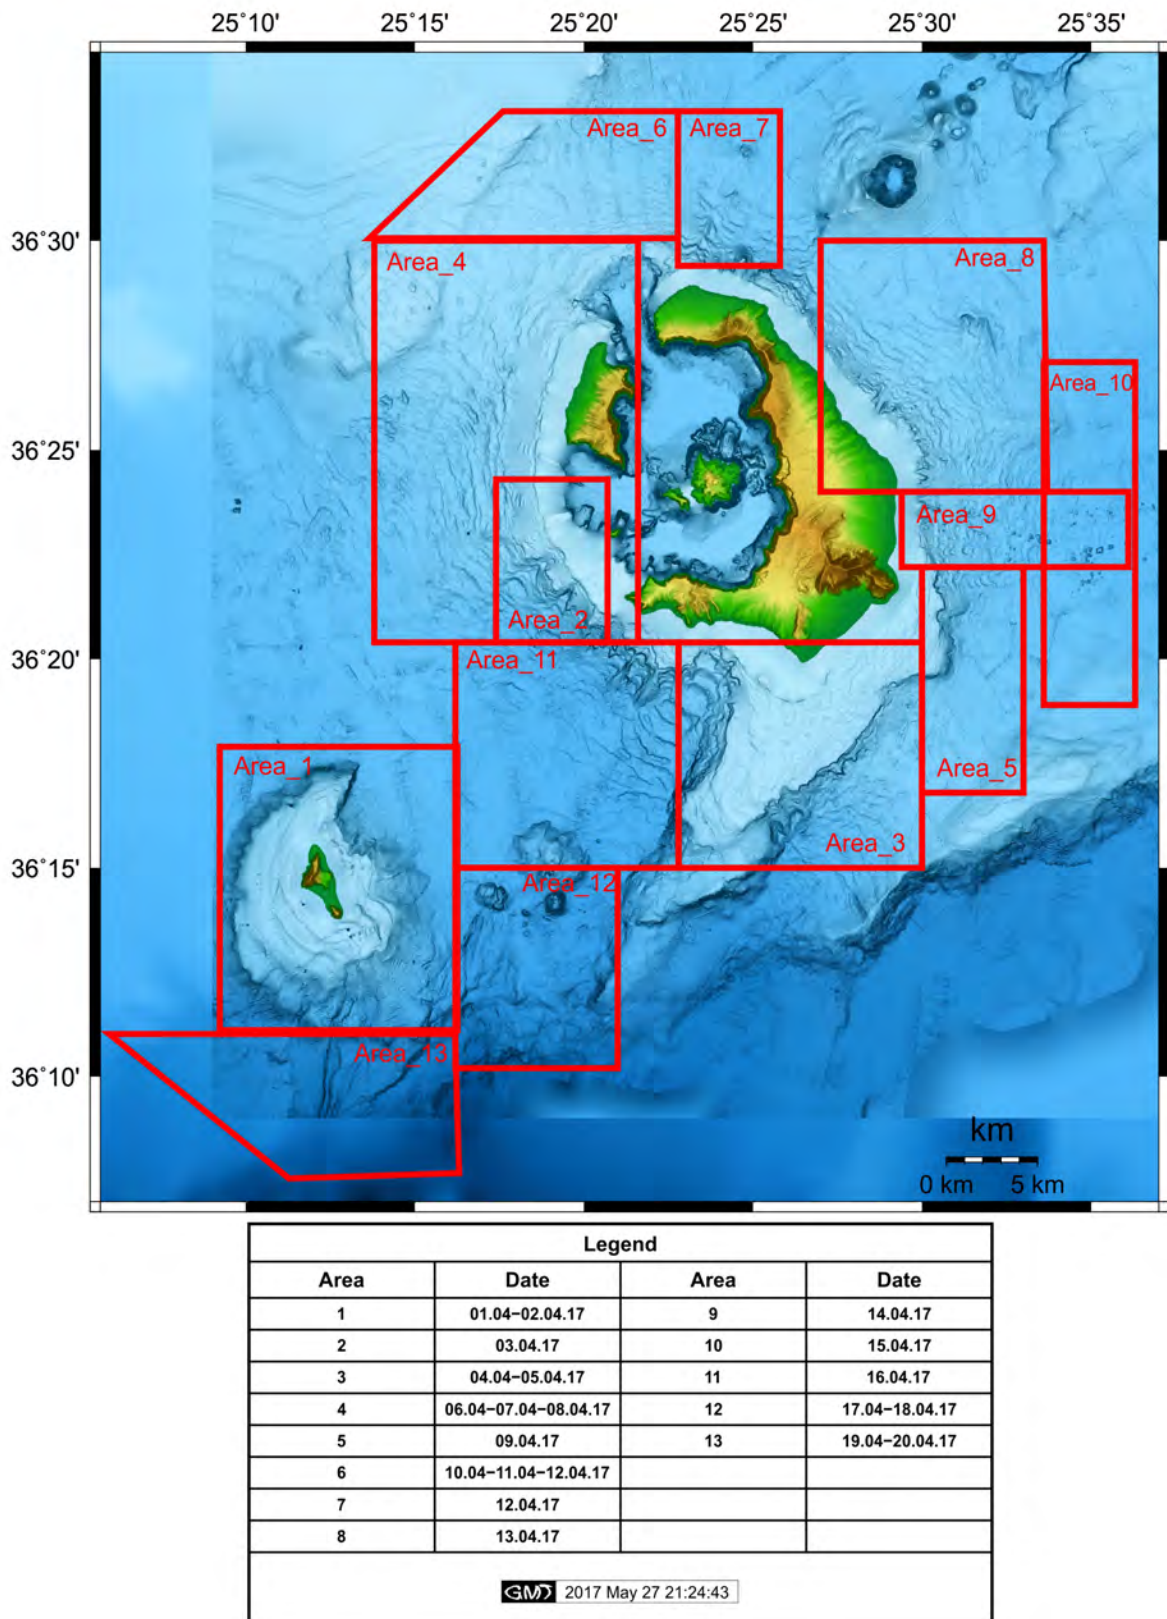 25°10' 25°15' 25°20' 25°25' 25°30' 25°35'
Area_6 Area_7
36°30'
Area_4 Area_8
Area_10
36°25'
Area_9
Area_2
36°20'
Area_11
Area_1 Area_5
Area_3
36°15'
Area_12
Area_13
36°10'
km
0 km 5 km
Legend
Area Date Area Date
1 01.04–02.04.17 9 14.04.17
2 03.04.17 10 15.04.17
3 04.04–05.04.17 11 16.04.17
4 06.04–07.04–08.04.17 12 17.04–18.04.17
5 09.04.17 13 19.04–20.04.17
6 10.04–11.04–12.04.17
7 12.04.17
8 13.04.17
GMT 2017 May 27 21:24:43